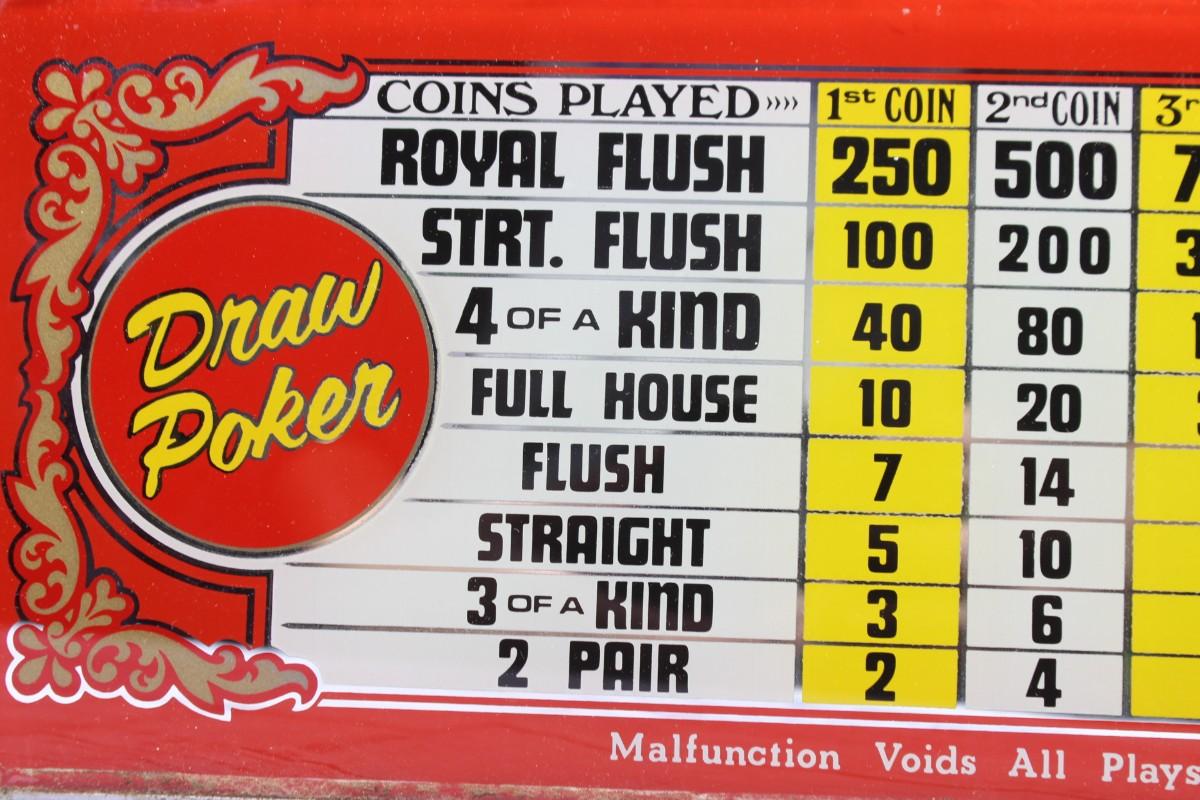 COINS PLAYED »» 1st COIN 2nd COIN
ROYAL FLUSH 250 500
STRT. FLUSH 100 200
4 OF A KIND 40 80
FULL HOUSE 10 20
FLUSH 7 14
STRAIGHT 5 10
3 OF A KIND 3 6
2 PAIR 2 4
Draw
Poker
Malfunction Voids All Plays